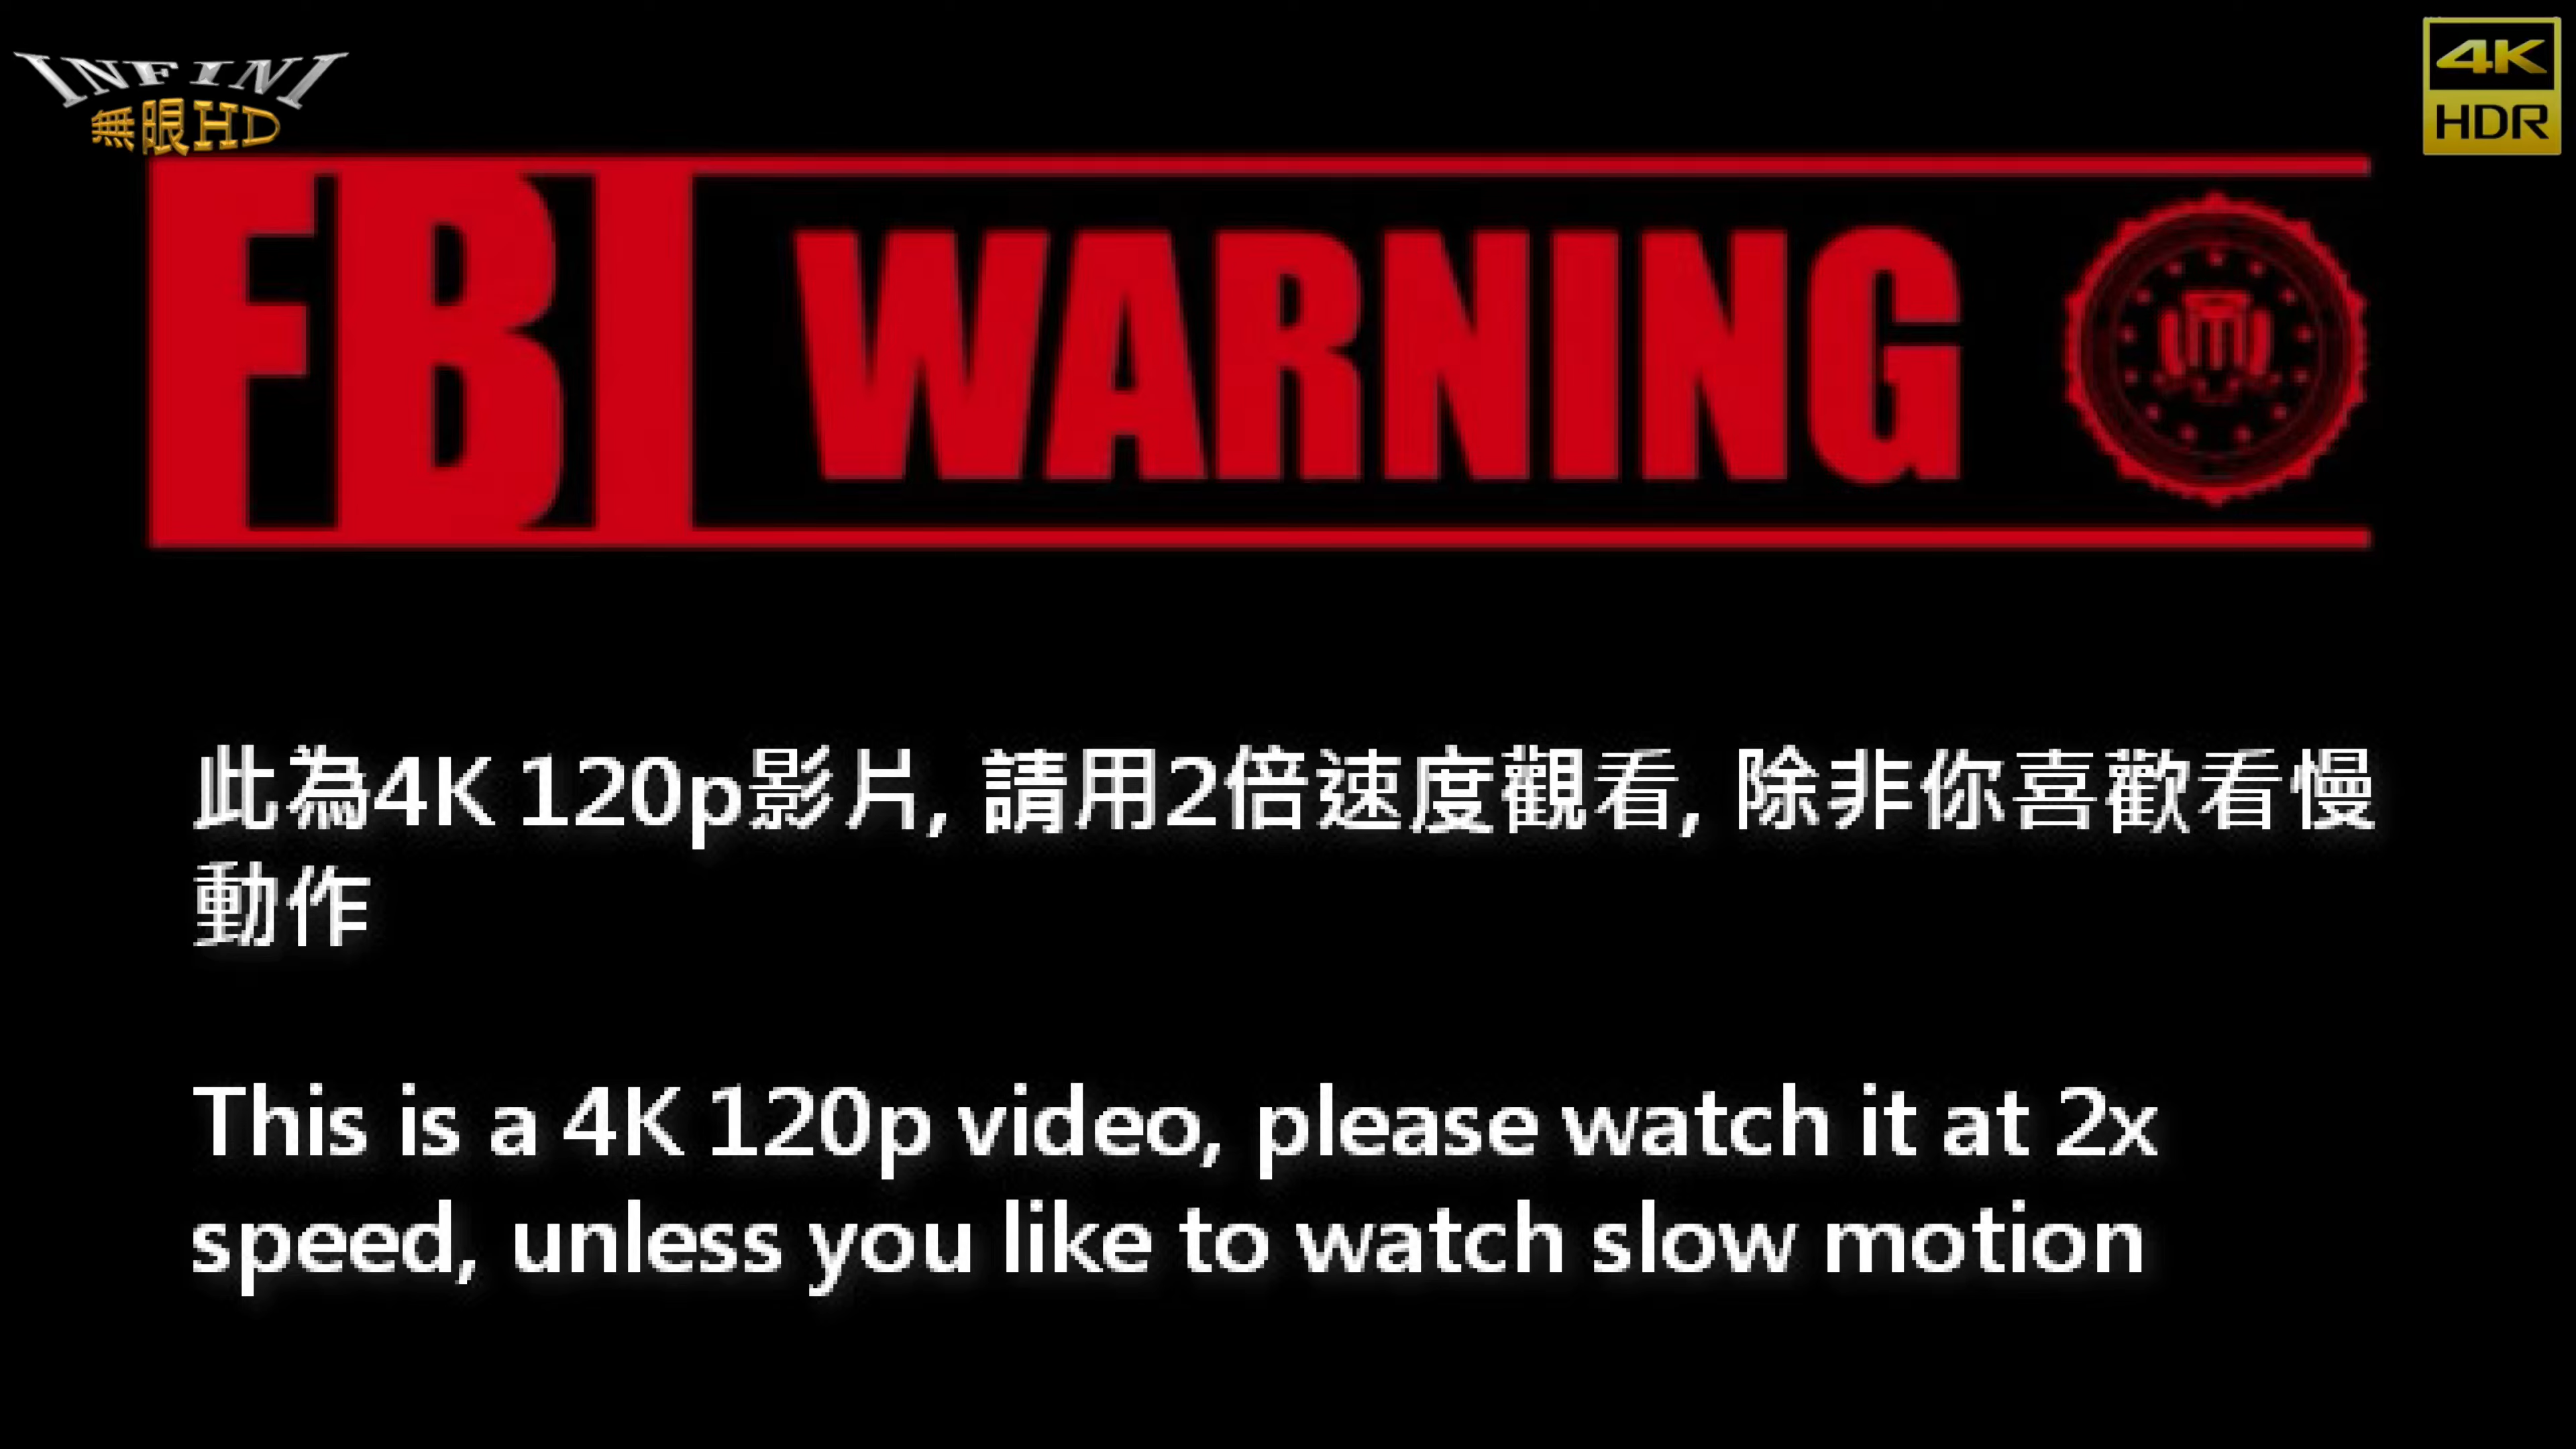 INFINI
無限HD
4K
HDR
FBI WARNING
此為4K 120p影片, 請用2倍速度觀看, 除非你喜歡看慢
動作
This is a 4K 120p video, please watch it at 2x
speed, unless you like to watch slow motion